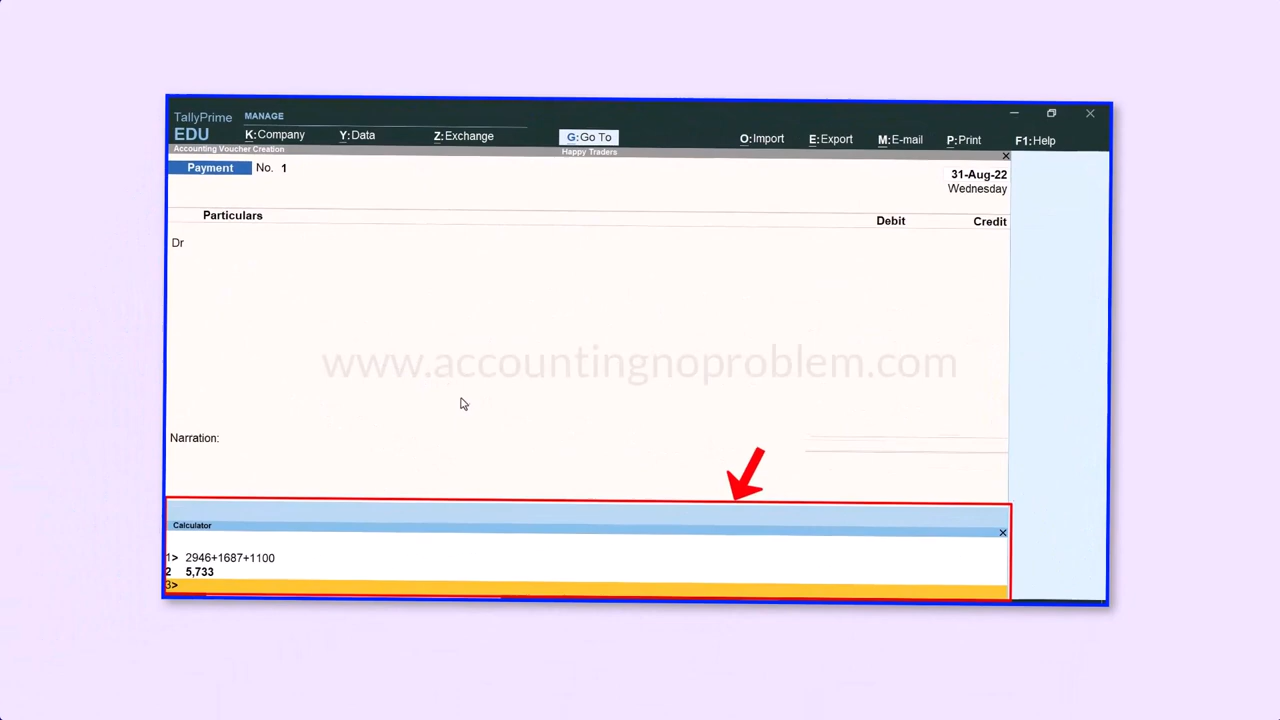 TallyPrime MANAGE
EDU K:Company Y:Data Z:Exchange G:Go To O:Import E:Export M:E-mail P:Print F1:Help
Accounting Voucher Creation Happy Traders
Payment No. 1 31-Aug-22
Wednesday
Particulars Debit Credit
Dr
www.accountingnoproblem.com
Narration:
Calculator
1> 2946+1687+1100
2 5,733
3>